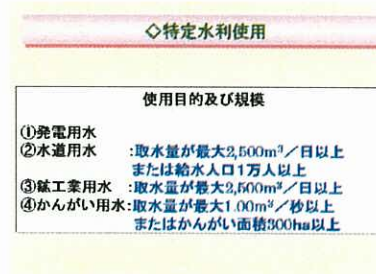 ◇特定水利使用
使用目的及び規模
①発電用水
②水道用水 :取水量が最大2,500m³/日以上
または給水人口1万人以上
③鉱工業用水 :取水量が最大2,500m³/日以上
④かんがい用水:取水量が最大1.00m³/秒以上
またはかんがい面積300ha以上